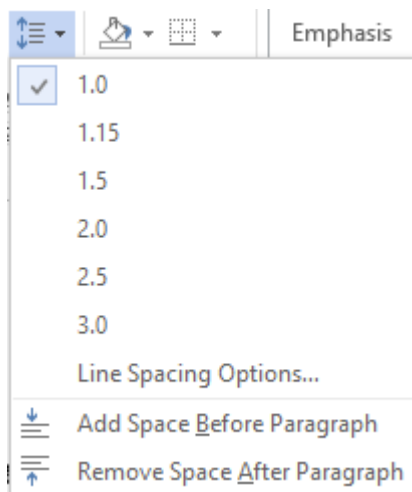 Emphasis
1.0
1.15
1.5
2.0
2.5
3.0
Line Spacing Options...
Add Space Before Paragraph
Remove Space After Paragraph